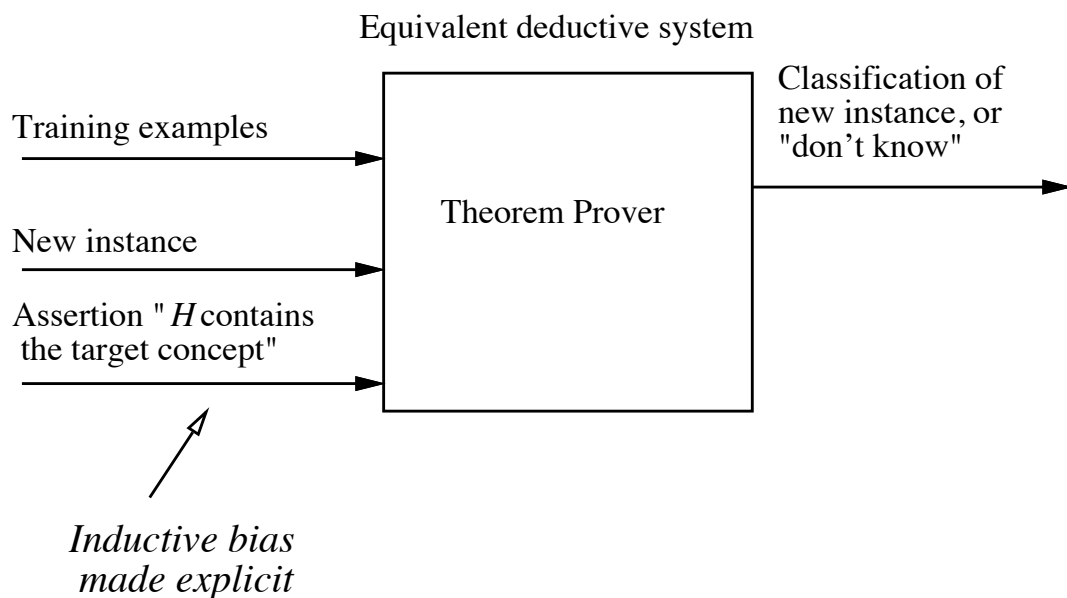 Equivalent deductive system
Training examples
New instance
Assertion " H contains
the target concept"
Inductive bias
made explicit
Theorem Prover
Classification of
new instance, or
"don't know"